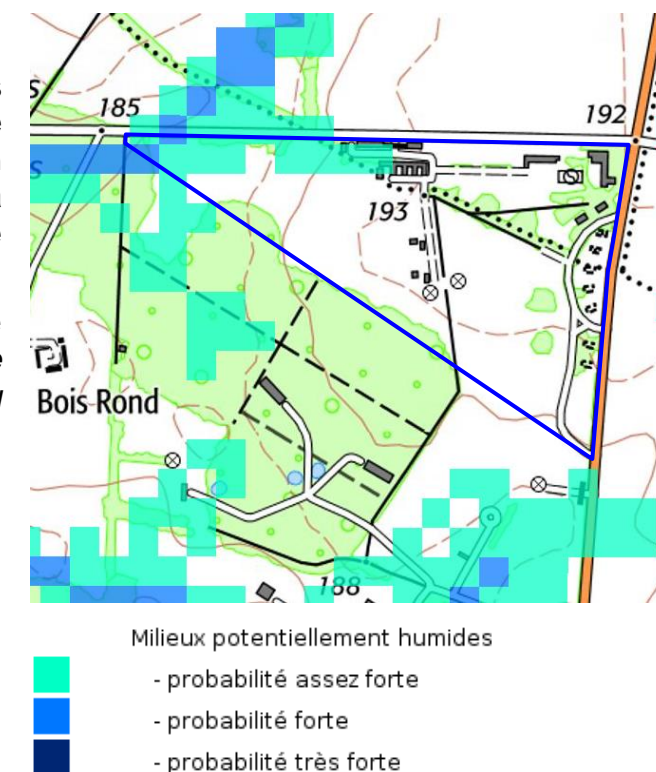 185
192
193
Bois Rond
188
Milieux potentiellement humides
- probabilité assez forte
- probabilité forte
- probabilité très forte